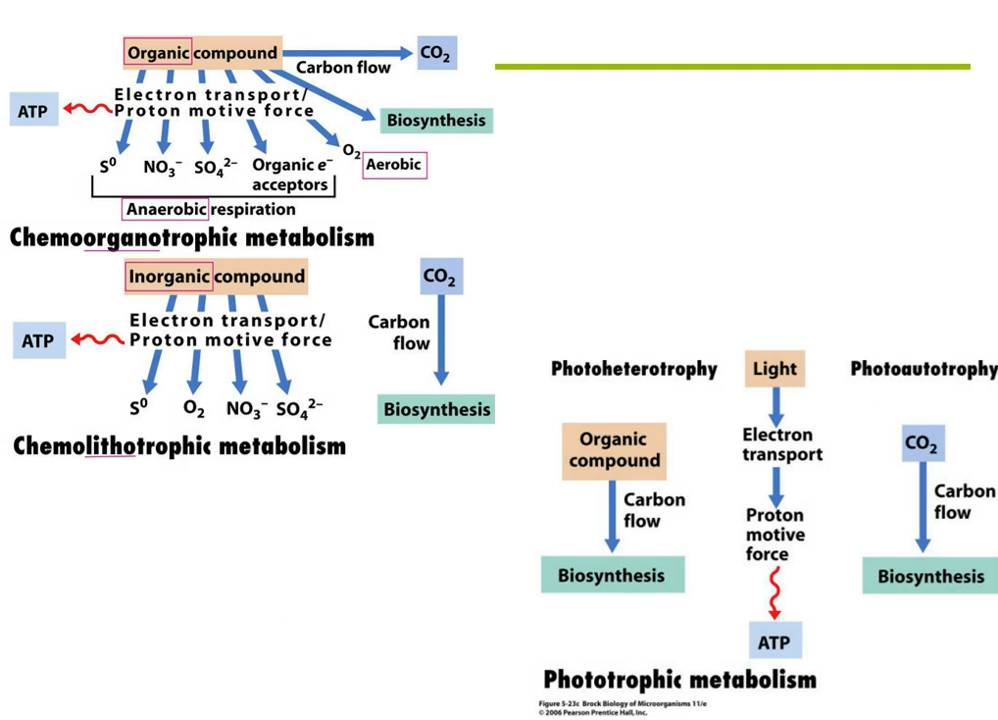 Organic compound
CO₂
Carbon flow
Electron transport/
Proton motive force
ATP
Biosynthesis
S⁰
NO₃⁻
SO₄²⁻
Organic e⁻
acceptors
O₂
Aerobic
Anaerobic respiration
Chemoorganotrophic metabolism
Inorganic compound
CO₂
Electron transport/
Proton motive force
ATP
Carbon
flow
S⁰
O₂
NO₃⁻
SO₄²⁻
Biosynthesis
Chemolithotrophic metabolism
Photoheterotrophy
Light
Photoautotrophy
Organic
compound
Electron
transport
CO₂
Carbon
flow
Proton
motive
force
Carbon
flow
Biosynthesis
Biosynthesis
ATP
Phototrophic metabolism
Figure 5-23c Brock Biology of Microorganisms 11/e
© 2006 Pearson Prentice Hall, Inc.